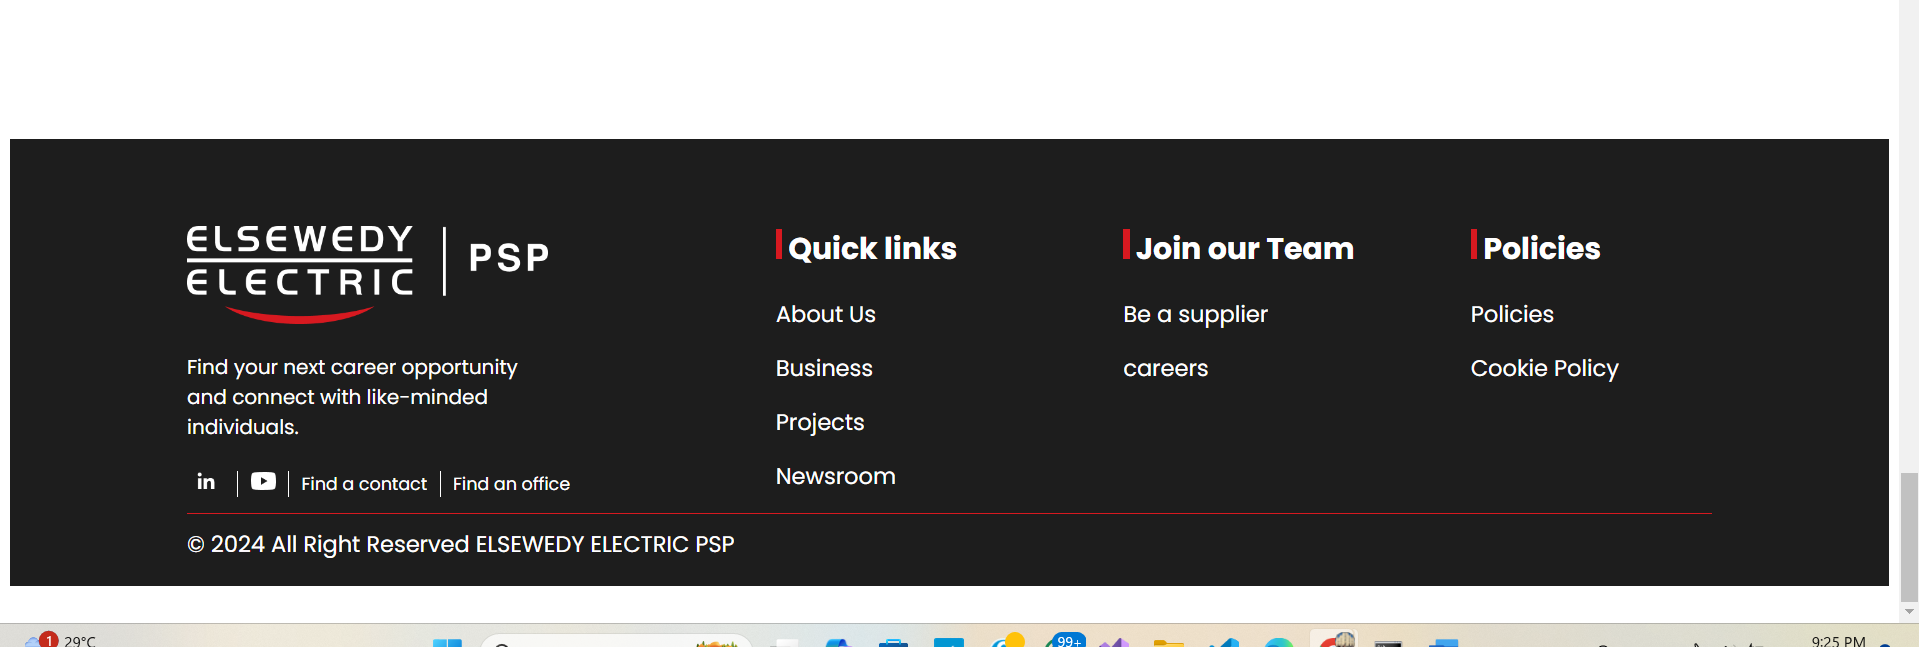 ELSEWEDY
ELECTRIC
PSP
Find your next career opportunity
and connect with like-minded
individuals.
in
Find a contact
Find an office
Quick links
About Us
Business
Projects
Newsroom
Join our Team
Be a supplier
careers
Policies
Policies
Cookie Policy
© 2024 All Right Reserved ELSEWEDY ELECTRIC PSP
1
29°C
99+
9:25 PM